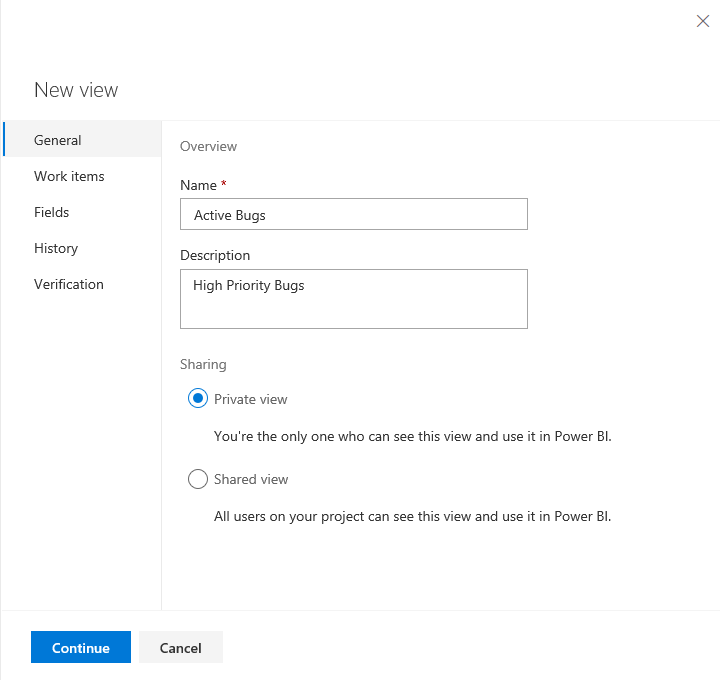 New view
General
Work items
Fields
History
Verification
Overview
Name *
Active Bugs
Description
High Priority Bugs
Sharing
Private view
You're the only one who can see this view and use it in Power BI.
Shared view
All users on your project can see this view and use it in Power BI.
Continue
Cancel